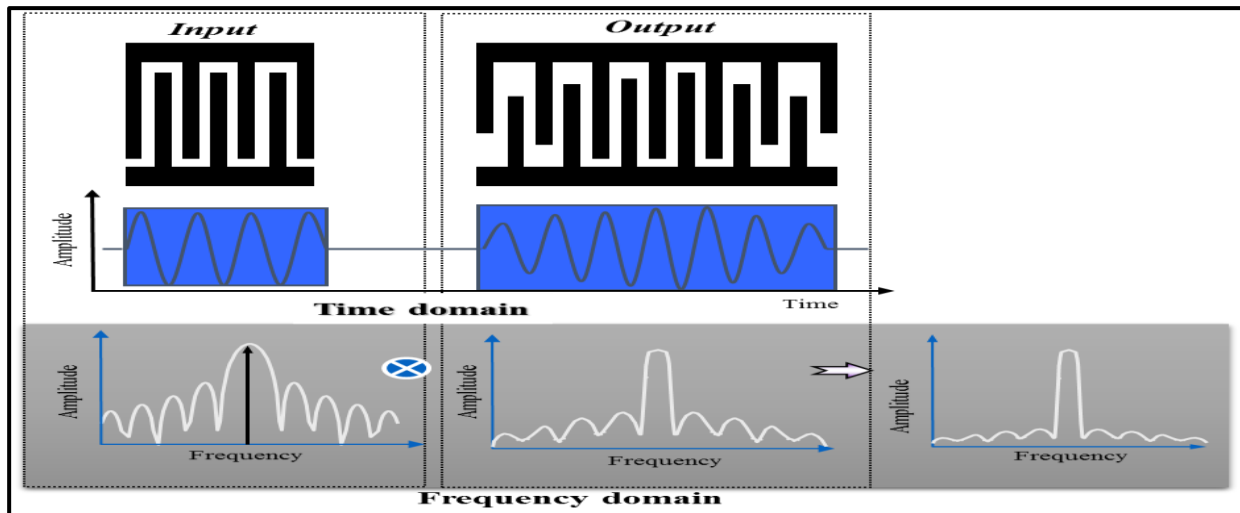 Input
Output
Amplitude
Time
Time domain
Amplitude
Frequency
Amplitude
Frequency
Amplitude
Frequency
Frequency domain